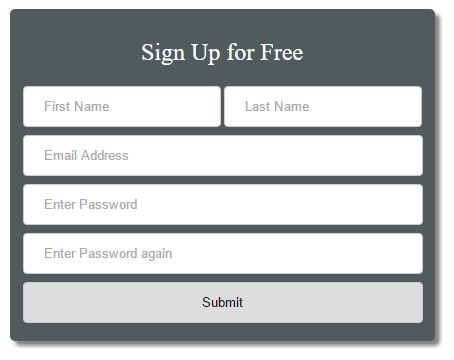 Sign Up for Free
First Name Last Name
Email Address
Enter Password
Enter Password again
Submit